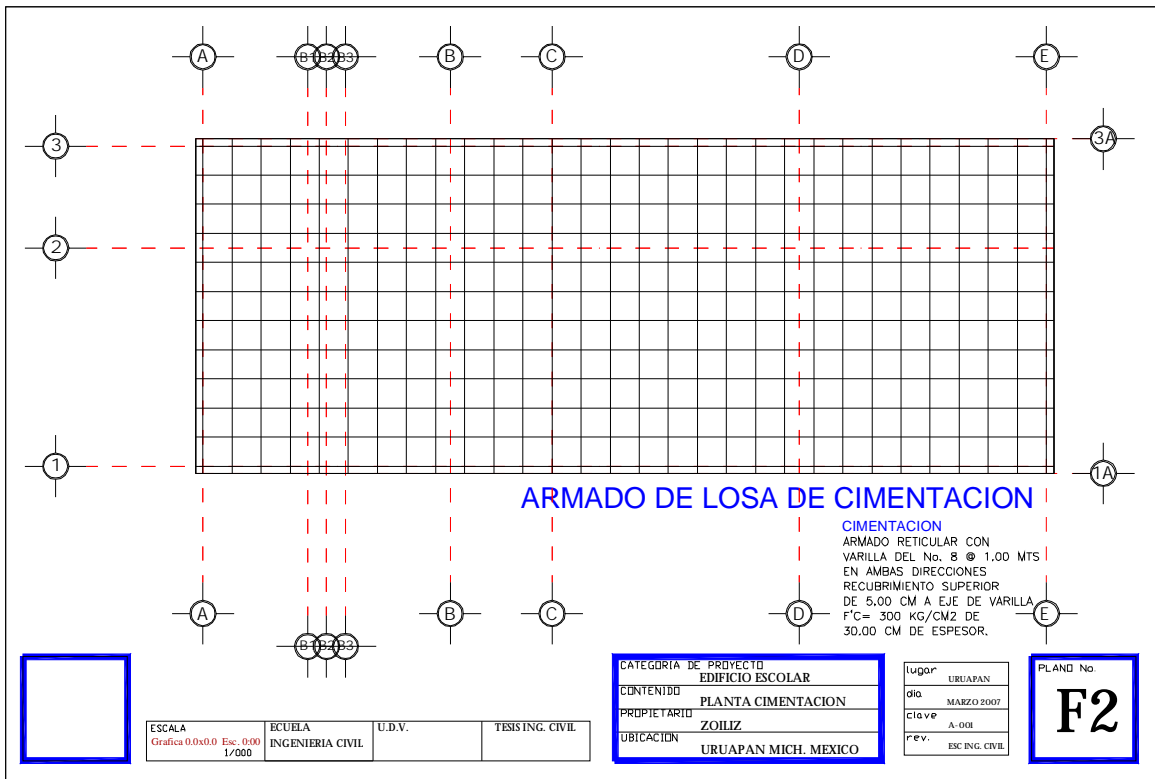 A B1 B2 B3 B C D E
3 3A
2
1 1A
ARMADO DE LOSA DE CIMENTACION
CIMENTACION
ARMADO RETICULAR CON
VARILLA DEL No. 8 @ 1.00 MTS
EN AMBAS DIRECCIONES
RECUBRIMIENTO SUPERIOR
DE 5.00 CM A EJE DE VARILLA
F'C= 300 KG/CM2 DE
30.00 CM DE ESPESOR.
A B C D E
B1 B2 B3
CATEGORIA DE PROYECTO
EDIFICIO ESCOLAR
CONTENIDO
PLANTA CIMENTACION
PROPIETARIO
ZOILIZ
UBICACION
URUAPAN MICH. MEXICO
lugar URUAPAN
dia MARZO 2007
clave A-001
rev. ESC ING. CIVIL
PLANO No.
F2
ESCALA
Grafica 0.0x0.0 Esc. 0:00
1/000
ECUELA
INGENIERIA CIVIL
U.D.V.
TESIS ING. CIVIL